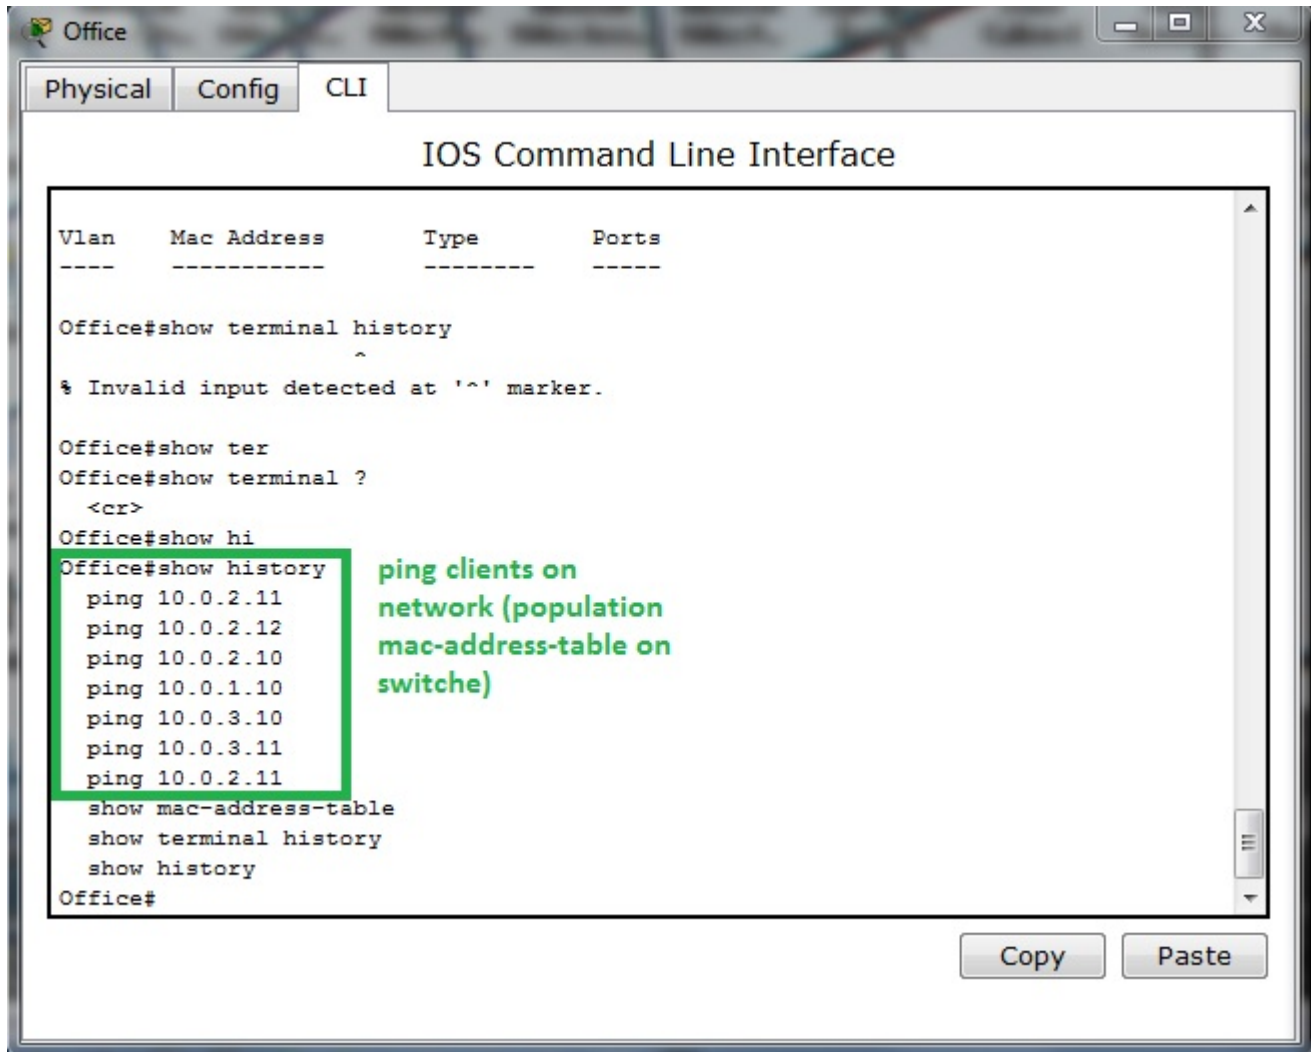 Office
Physical Config CLI
IOS Command Line Interface
Vlan Mac Address Type Ports
---- ----------- -------- -----
Office#show terminal history
^
% Invalid input detected at '^' marker.
Office#show ter
Office#show terminal ?
<cr>
Office#show hi
Office#show history
ping 10.0.2.11
ping 10.0.2.12
ping 10.0.2.10
ping 10.0.1.10
ping 10.0.3.10
ping 10.0.3.11
ping 10.0.2.11
show mac-address-table
show terminal history
show history
Office#
ping clients on
network (population
mac-address-table on
switche)
Copy Paste